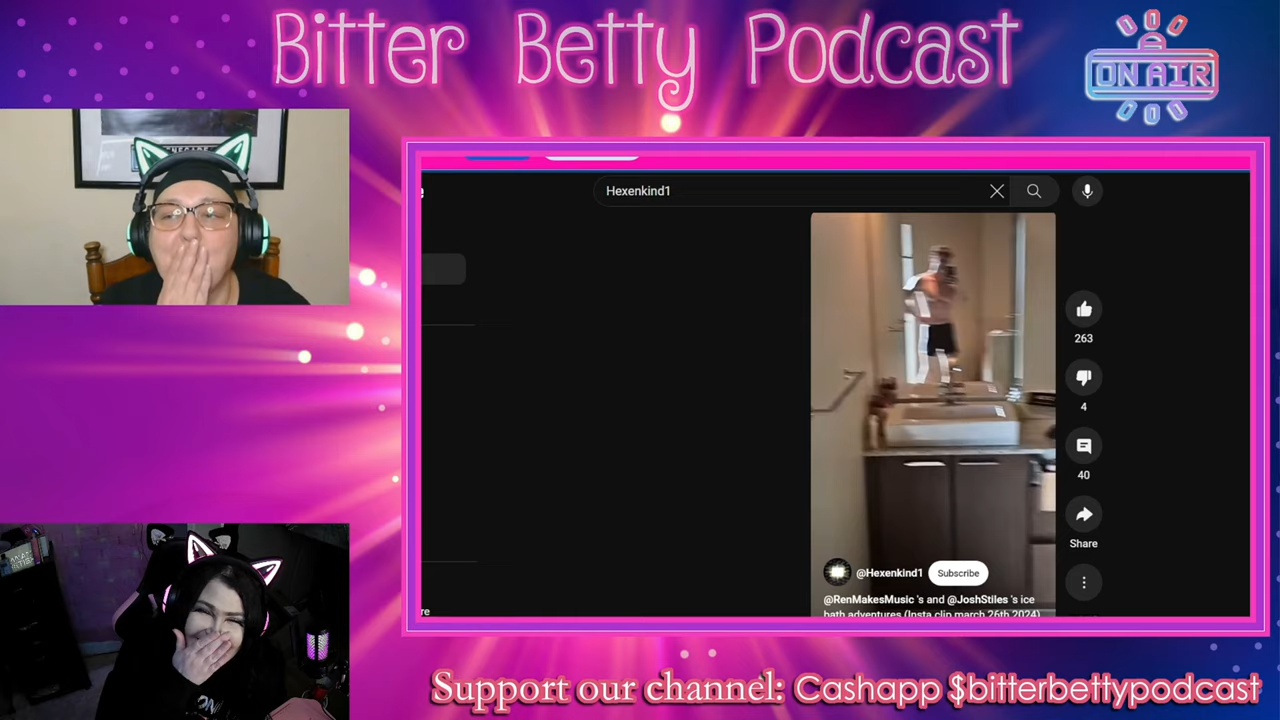 Bitter Betty Podcast
ON AIR
Hexenkind1
263
4
40
Share
@Hexenkind1
Subscribe
@RenMakesMusic 's and @JoshStiles 's ice
bath adventures (Insta clip march 26th 2024)
Support our channel: Cashapp $bitterbettypodcast